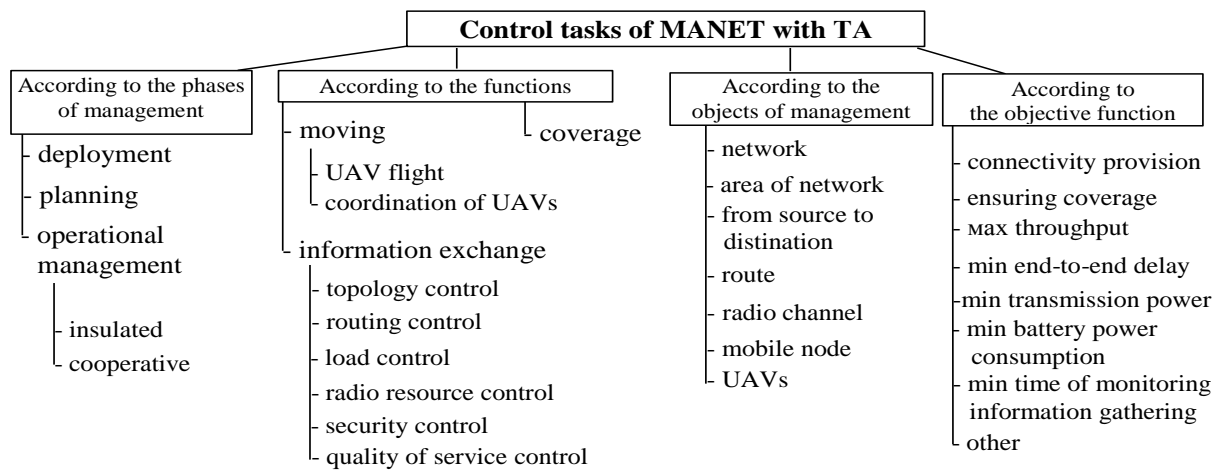 Control tasks of MANET with TA
According to the phases
of management
- deployment
- planning
- operational
management
- insulated
- cooperative
According to the functions
- moving
- UAV flight
- coordination of UAVs
- information exchange
- topology control
- routing control
- load control
- radio resource control
- security control
- quality of service control
- coverage
According to the
objects of management
- network
- area of network
- from source to
distination
- route
- radio channel
- mobile node
- UAVs
According to
the objective function
- connectivity provision
- ensuring coverage
- мах throughput
- min end-to-end delay
- min transmission power
- min battery power
consumption
- min time of monitoring
information gathering
- other